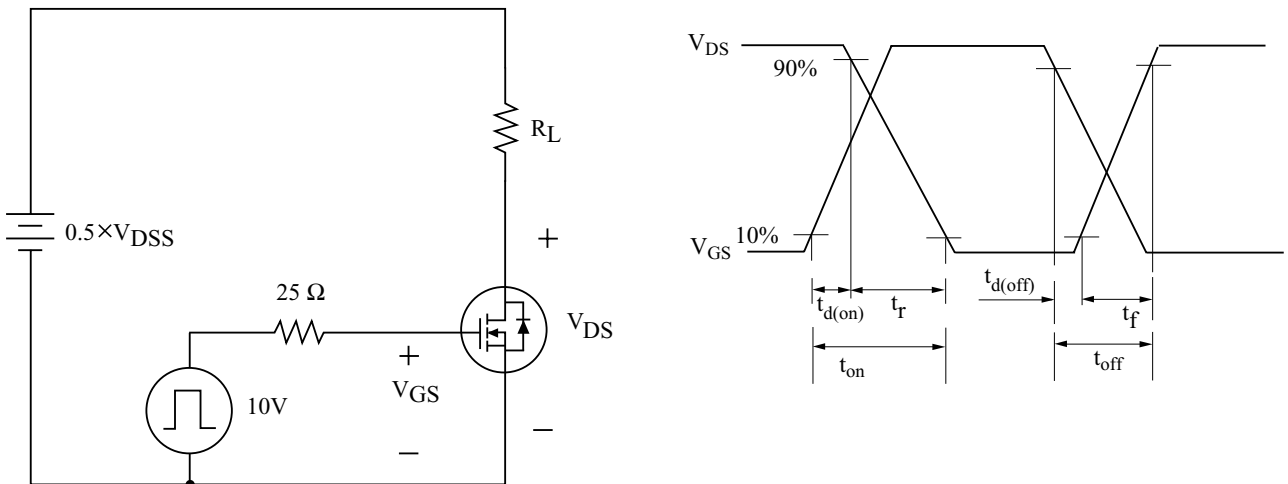 R_L
0.5×V_DSS
+
25 Ω
V_DS
+
V_GS
10V
−
−
V_DS
90%
10%
V_GS
t_d(on)
t_r
t_on
t_d(off)
t_f
t_off